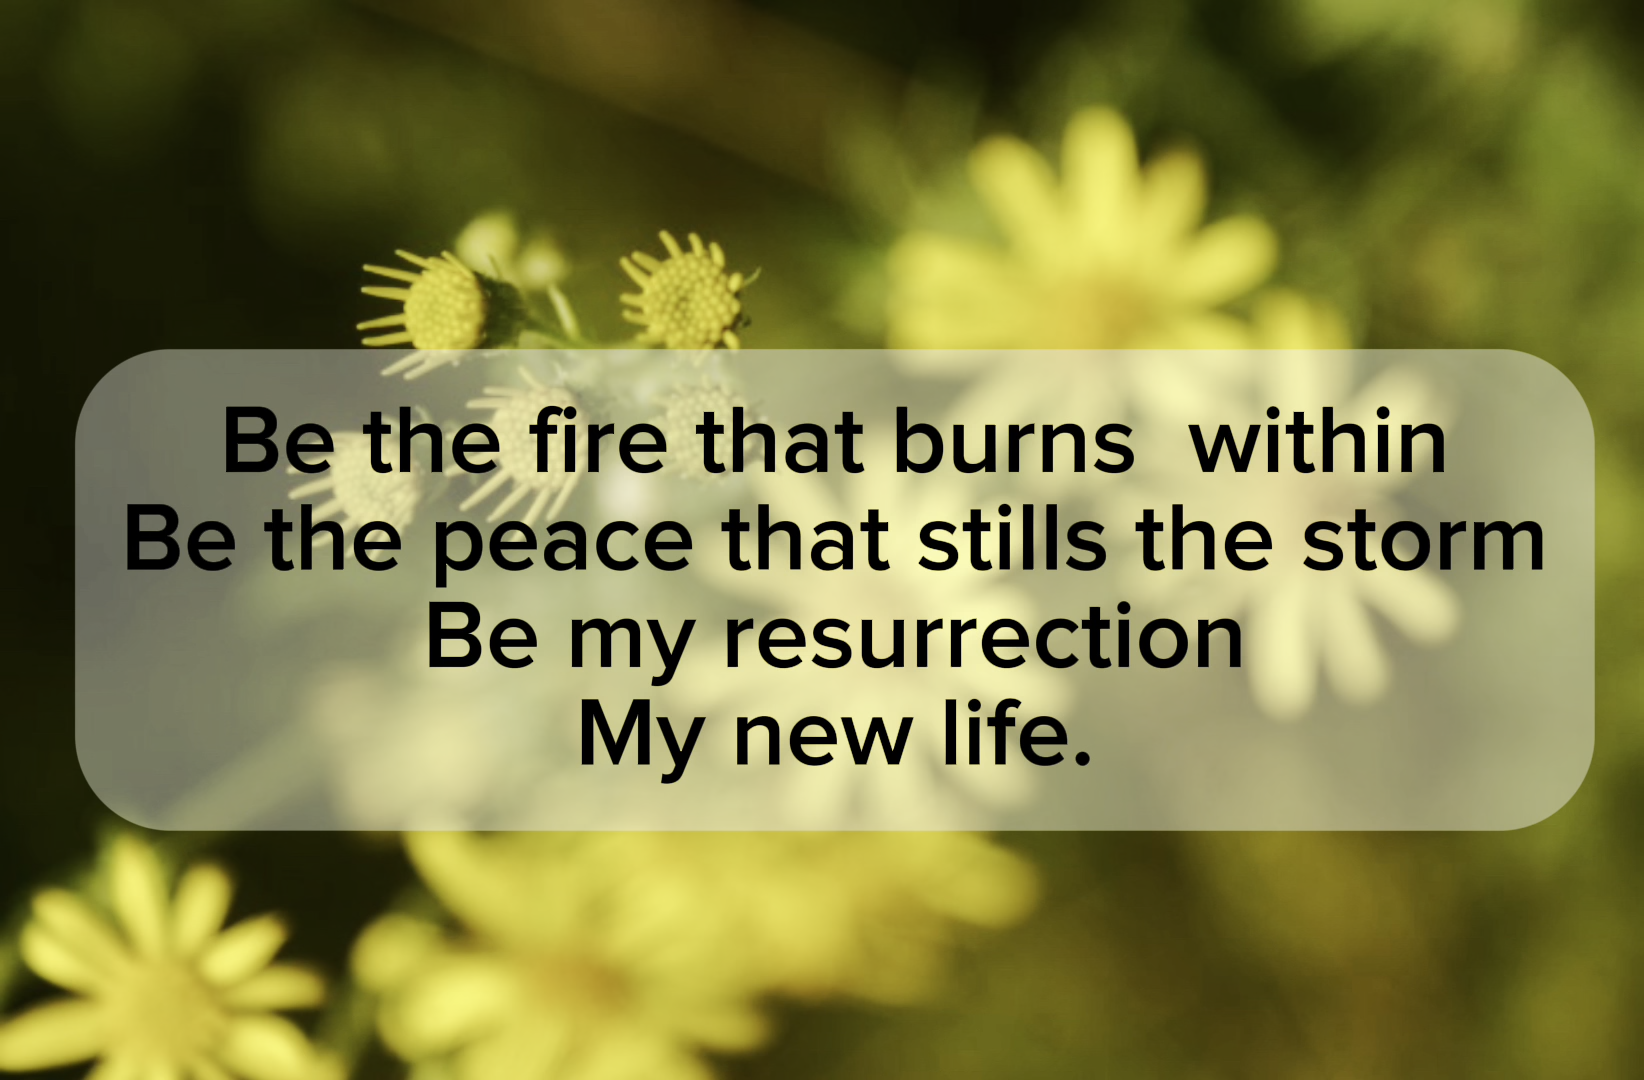 Be the fire that burns  within
Be the peace that stills the storm
Be my resurrection
My new life.